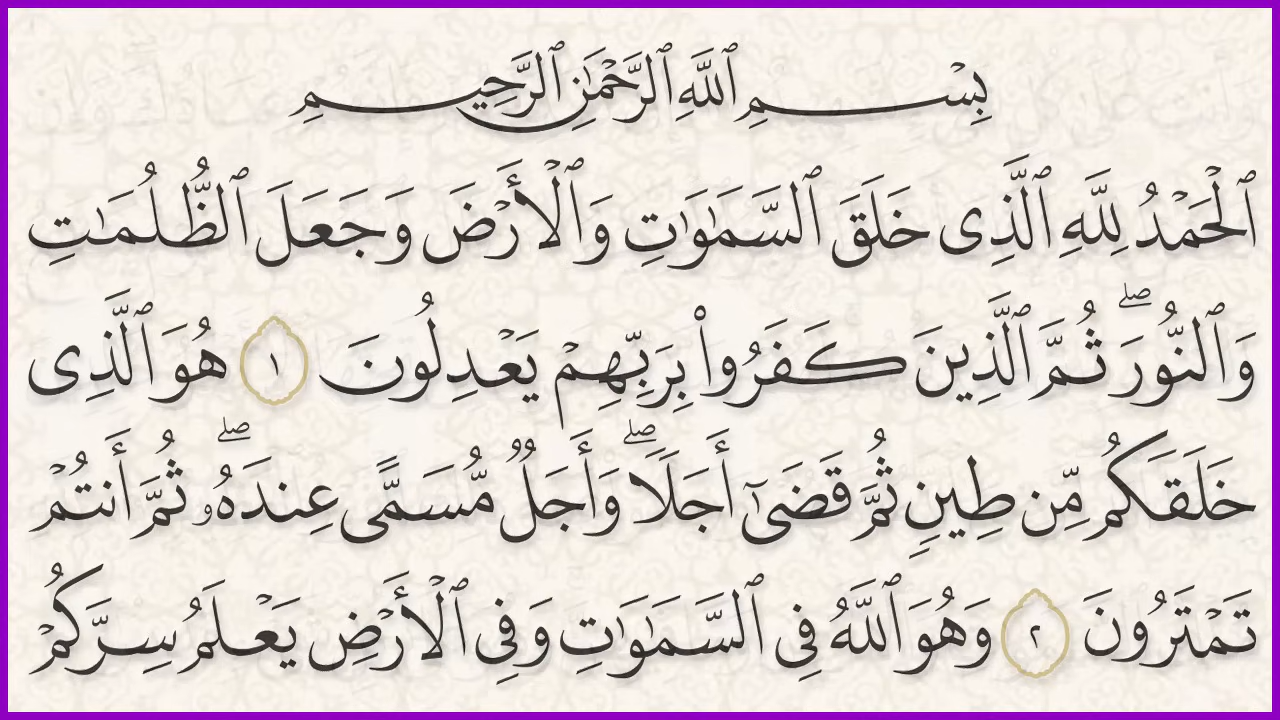 بِسْمِ ٱللَّهِ ٱلرَّحْمَٰنِ ٱلرَّحِيمِ
ٱلْحَمْدُ لِلَّهِ ٱلَّذِى خَلَقَ ٱلسَّمَٰوَٰتِ وَٱلْأَرْضَ وَجَعَلَ ٱلظُّلُمَٰتِ
وَٱلنُّورَ ۖ ثُمَّ ٱلَّذِينَ كَفَرُوا۟ بِرَبِّهِمْ يَعْدِلُونَ ١ هُوَ ٱلَّذِى
خَلَقَكُم مِّن طِينٍ ثُمَّ قَضَىٰٓ أَجَلًا ۖ وَأَجَلٌ مُّسَمًّى عِندَهُۥ ۖ ثُمَّ أَنتُمْ
تَمْتَرُونَ ٢ وَهُوَ ٱللَّهُ فِى ٱلسَّمَٰوَٰتِ وَفِى ٱلْأَرْضِ يَعْلَمُ سِرَّكُمْ